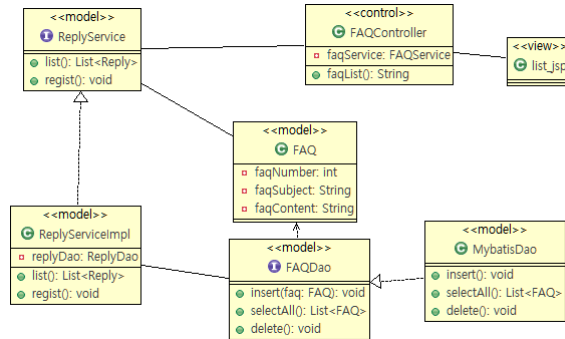 <<model>>
ReplyService
list(): List<Reply>
regist(): void
<<control>>
FAQController
faqService: FAQService
faqList(): String
<<view>>
list_jsp
<<model>>
FAQ
faqNumber: int
faqSubject: String
faqContent: String
<<model>>
ReplyServiceImpl
replyDao: ReplyDao
list(): List<Reply>
regist(): void
<<model>>
FAQDao
insert(faq: FAQ): void
selectAll(): List<FAQ>
delete(): void
<<model>>
MybatisDao
insert(): void
selectAll(): List<FAQ>
delete(): void